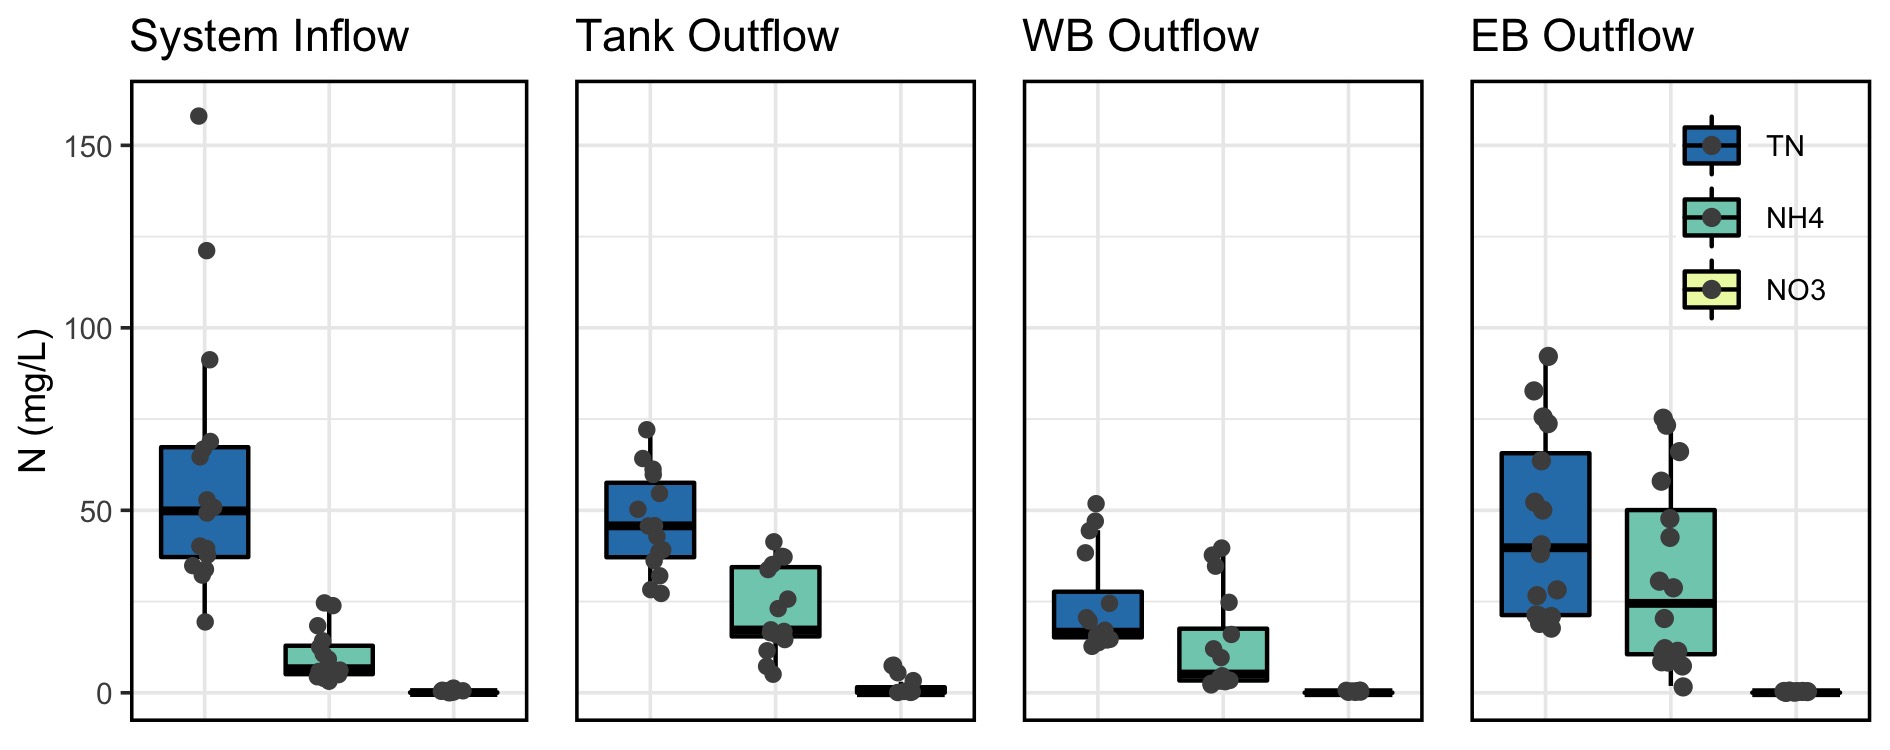 System Inflow
Tank Outflow
WB Outflow
EB Outflow
N (mg/L)
150
100
50
0
TN
NH4
NO3